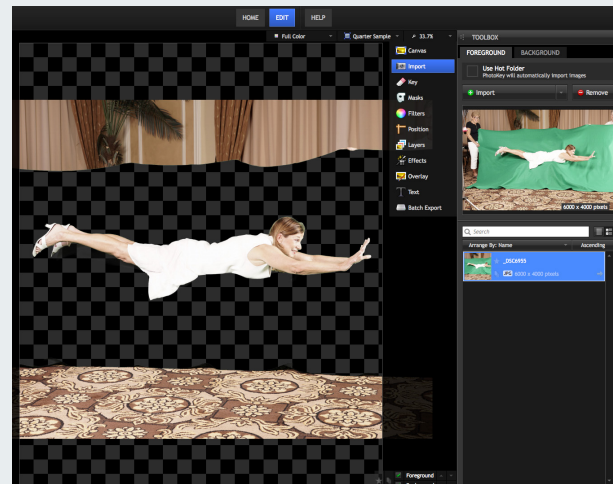 HOME EDIT HELP
Full Color Quarter Sample 33.7%
Canvas
Import
Key
Masks
Filters
Position
Layers
Effects
Overlay
Text
Batch Export
Foreground
TOOLBOX
FOREGROUND BACKGROUND
Use Hot Folder
PhotoKey will automatically import images
Import Remove
6000 x 4000 pixels
Search
Arrange By: Name Ascending
_DSC6955
JPG 6000 x 4000 pixels